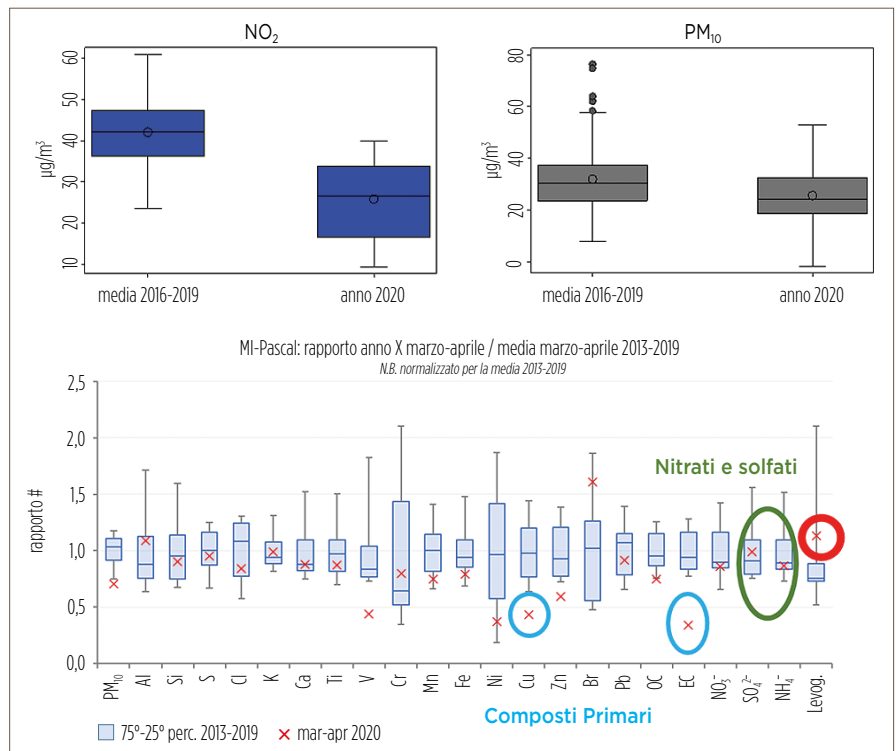 NO₂
µg/m³
60
50
40
30
20
10
media 2016-2019
anno 2020
PM₁₀
µg/m³
80
60
40
20
0
media 2016-2019
anno 2020
MI-Pascal: rapporto anno X marzo-aprile / media marzo-aprile 2013-2019
N.B. normalizzato per la media 2013-2019
rapporto #
2,5
2,0
1,5
1,0
0,5
0,0
Nitrati e solfati
PM₁₀
Al
Si
S
Cl
K
Ca
Ti
V
Cr
Mn
Fe
Ni
Cu
Zn
Br
Pb
OC
EC
NO₃⁻
SO₄²⁻
NH₄⁻
Levog.
Composti Primari
75º-25º perc. 2013-2019
mar-apr 2020